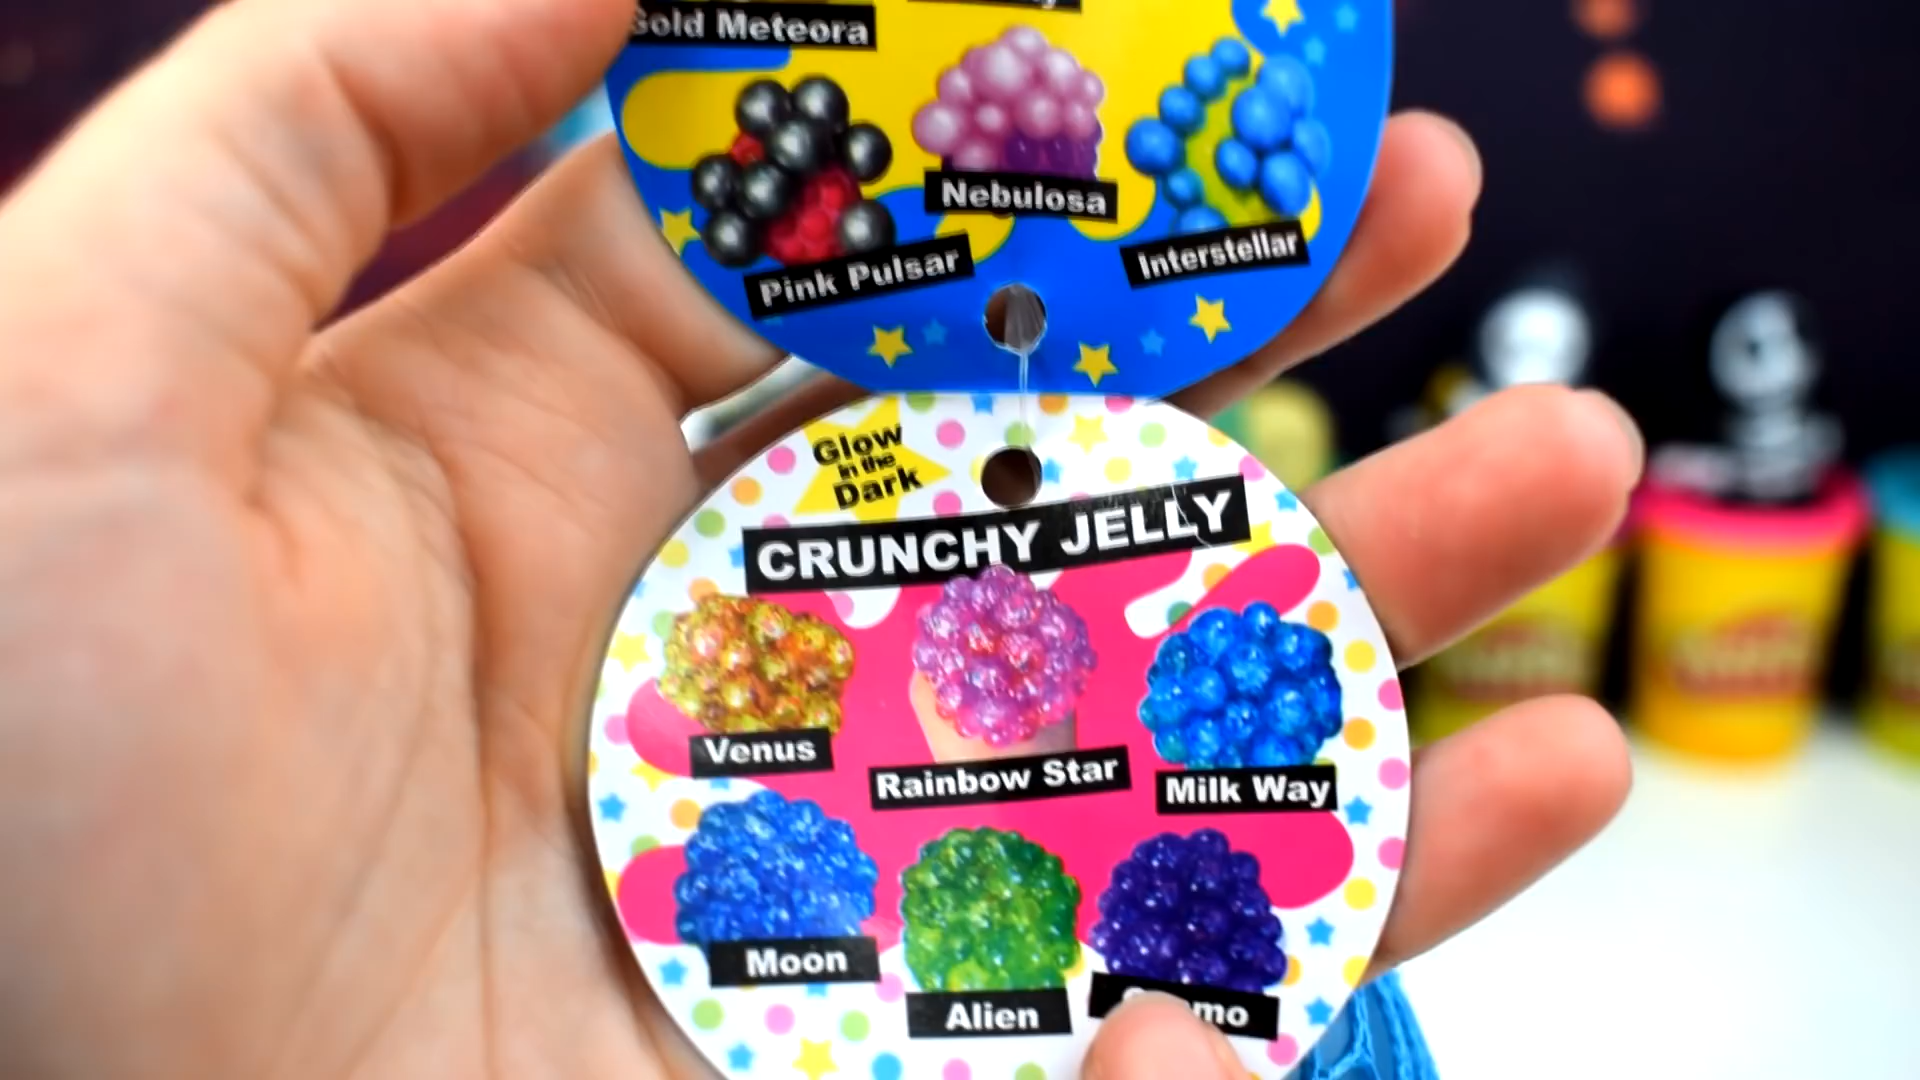 Gold Meteora
Nebulosa
Pink Pulsar
Interstellar
Glow
in the
Dark
CRUNCHY JELLY
Venus
Rainbow Star
Milk Way
Moon
Alien